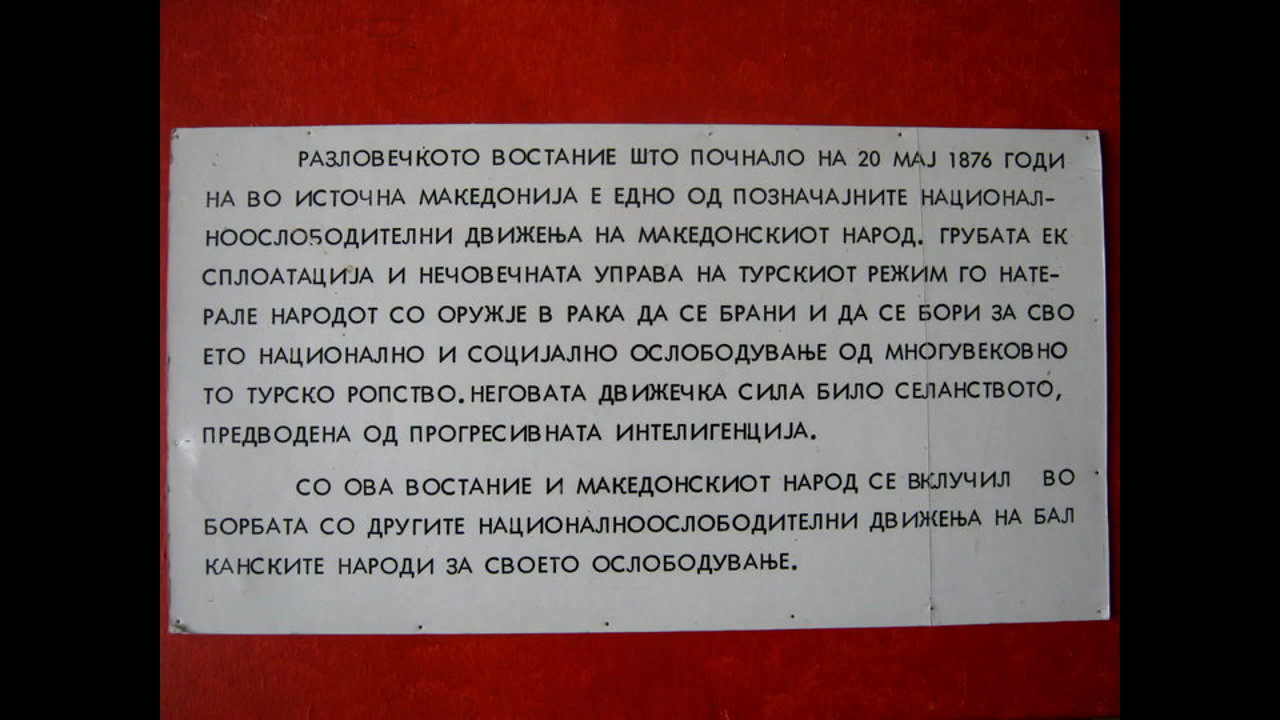 РАЗЛОВЕЧКОТО ВОСТАНИЕ ШТО ПОЧНАЛО НА 20 МАЈ 1876 ГОДИ
НА ВО ИСТОЧНА МАКЕДОНИЈА Е ЕДНО ОД ПОЗНАЧАЈНИТЕ НАЦИОНАЛ-
НООСЛОБОДИТЕЛНИ ДВИЖЕЊА НА МАКЕДОНСКИОТ НАРОД. ГРУБАТА ЕК
СПЛОАТАЦИЈА И НЕЧОВЕЧНАТА УПРАВА НА ТУРСКИОТ РЕЖИМ ГО НАТЕ-
РАЛЕ НАРОДОТ СО ОРУЖЈЕ В РАКА ДА СЕ БРАНИ И ДА СЕ БОРИ ЗА СВО
ЕТО НАЦИОНАЛНО И СОЦИЈАЛНО ОСЛОБОДУВАЊЕ ОД МНОГУВЕКОВНО
ТО ТУРСКО РОПСТВО. НЕГОВАТА ДВИЖЕЧКА СИЛА БИЛО СЕЛАНСТВОТО,
ПРЕДВОДЕНА ОД ПРОГРЕСИВНАТА ИНТЕЛИГЕНЦИЈА.
СО ОВА ВОСТАНИЕ И МАКЕДОНСКИОТ НАРОД СЕ ВКЛУЧИЛ ВО
БОРБАТА СО ДРУГИТЕ НАЦИОНАЛНООСЛОБОДИТЕЛНИ ДВИЖЕЊА НА БАЛ
КАНСКИТЕ НАРОДИ ЗА СВОЕТО ОСЛОБОДУВАЊЕ.